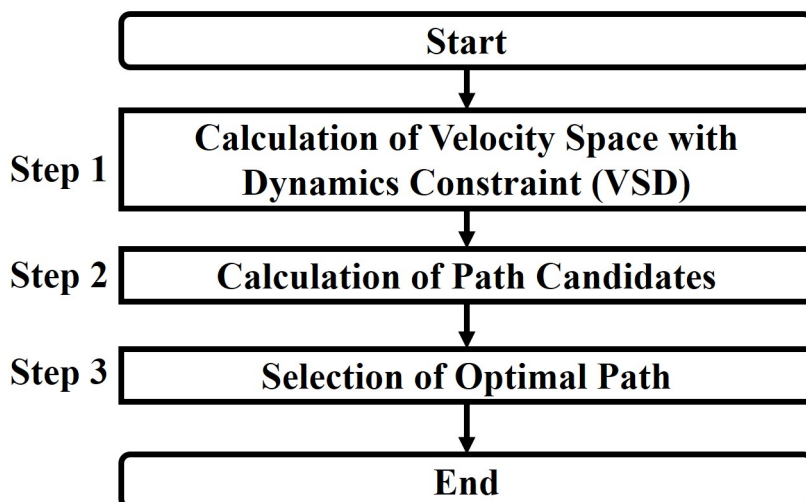 Start
Step 1
Calculation of Velocity Space with
Dynamics Constraint (VSD)
Step 2
Calculation of Path Candidates
Step 3
Selection of Optimal Path
End